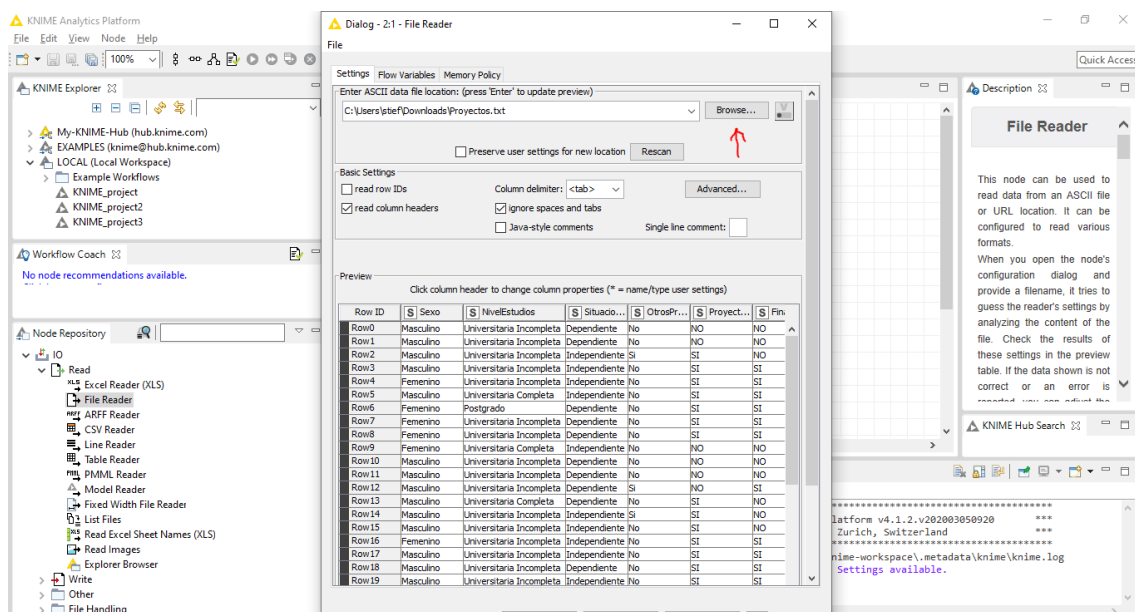 KNIME Analytics Platform
File Edit View Node Help
100%
Quick Access
KNIME Explorer
My-KNIME-Hub (hub.knime.com)
EXAMPLES (knime@hub.knime.com)
LOCAL (Local Workspace)
Example Workflows
KNIME_project
KNIME_project2
KNIME_project3
Workflow Coach
No node recommendations available.
Node Repository
IO
Read
Excel Reader (XLS)
File Reader
ARFF Reader
CSV Reader
Line Reader
Table Reader
PMML Reader
Model Reader
Fixed Width File Reader
List Files
Read Excel Sheet Names (XLS)
Read Images
Explorer Browser
Write
Other
File Handling
Dialog - 2:1 - File Reader
File
Settings Flow Variables Memory Policy
Enter ASCII data file location: (press 'Enter' to update preview)
C:\Users\stief\Downloads\Proyectos.txt Browse...
Preserve user settings for new location Rescan
Basic Settings
read row IDs Column delimiter: <tab> Advanced...
read column headers ignore spaces and tabs
Java-style comments Single line comment:
Preview
Click column header to change column properties (* = name/type user settings)
Row ID S Sexo S NivelEstudios S Situacio... S OtrosPr... S Proyect... S Fin
Row0 Masculino Universitaria Incompleta Dependiente No NO NO
Row1 Masculino Universitaria Incompleta Dependiente No NO NO
Row2 Masculino Universitaria Incompleta Independiente Si SI NO
Row3 Masculino Universitaria Incompleta Independiente No SI SI
Row4 Femenino Universitaria Incompleta Independiente No SI SI
Row5 Masculino Universitaria Completa Independiente No SI SI
Row6 Femenino Postgrado Dependiente No SI SI
Row7 Femenino Universitaria Incompleta Dependiente No SI SI
Row8 Femenino Universitaria Incompleta Dependiente No SI SI
Row9 Femenino Universitaria Completa Independiente No NO NO
Row10 Masculino Universitaria Incompleta Dependiente No NO NO
Row11 Masculino Universitaria Incompleta Dependiente No NO NO
Row12 Masculino Universitaria Incompleta Dependiente Si NO SI
Row13 Masculino Universitaria Completa Dependiente No SI NO
Row14 Masculino Universitaria Incompleta Independiente Si SI NO
Row15 Masculino Universitaria Incompleta Independiente No SI NO
Row16 Femenino Universitaria Incompleta Independiente No SI SI
Row17 Masculino Universitaria Incompleta Independiente No SI SI
Row18 Masculino Universitaria Incompleta Dependiente No SI SI
Row19 Masculino Universitaria Incompleta Independiente No SI SI
Description
File Reader
This node can be used to
read data from an ASCII file
or URL location. It can be
configured to read various
formats.
When you open the node's
configuration dialog and
provide a filename, it tries to
guess the reader's settings by
analyzing the content of the
file. Check the results of
these settings in the preview
table. If the data shown is not
correct or an error is
reported, you can adjust the
KNIME Hub Search
*************************************
latform v4.1.2.v202003050920 ***
Zurich, Switzerland ***
*************************************
nime-workspace\.metadata\knime\knime.log
Settings available.